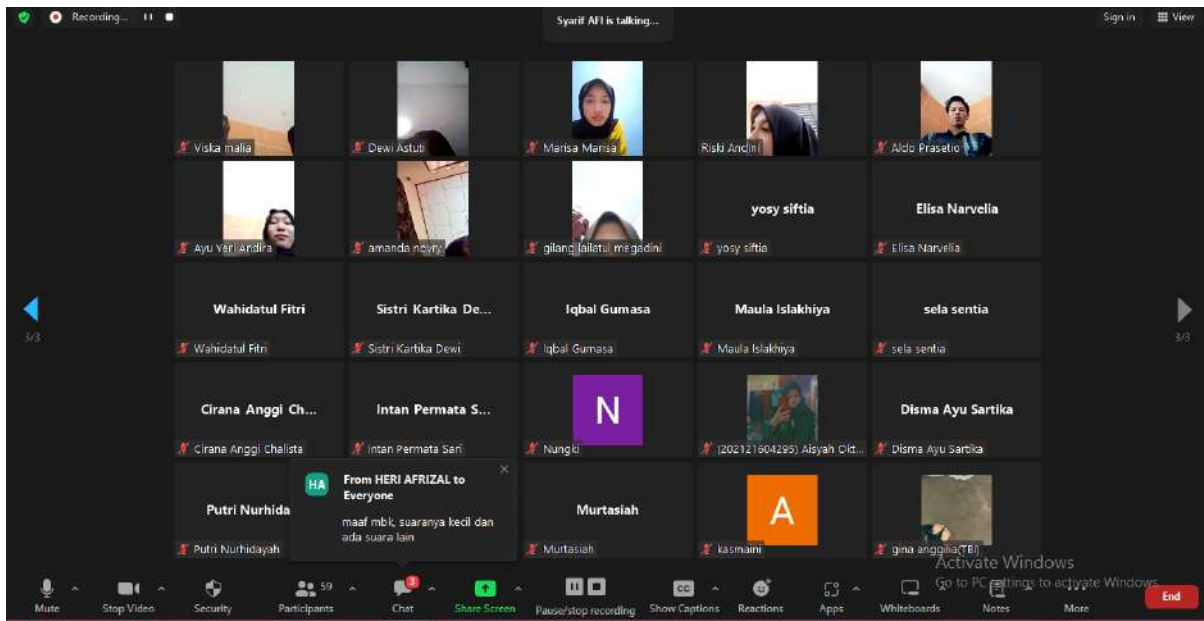 Recording...
Syarif AFI is talking...
Sign in
View
Viska malia
Dewi Astuti
Marisa Marisa
Riski Andini
Aldo Prasetio
Ayu Yeri Andira
amanda novry
gilang lailatul megadini
yosy siftia
yosy siftia
Elisa Narvelia
Elisa Narvelia
3/3
Wahidatul Fitri
Wahidatul Fitri
Sistri Kartika De...
Sistri Kartika Dewi
Iqbal Gumasa
Iqbal Gumasa
Maula Islakhiya
Maula Islakhiya
sela sentia
sela sentia
3/3
Cirana Anggi Ch...
Cirana Anggi Chalista
Intan Permata S...
Intan Permata Sari
N
Nungki
(202121604295) Aisyah Okt...
Disma Ayu Sartika
Disma Ayu Sartika
Putri Nurhida
Putri Nurhidayah
HA
From HERI AFRIZAL to
Everyone
maaf mbk, suaranya kecil dan
ada suara lain
Murtasiah
Murtasiah
A
kasmaini
gina anggilia(TBI)
Activate Windows
Go to PC settings to activate Windows.
Mute
Stop Video
Security
59
Participants
3
Chat
Share Screen
Pause/stop recording
CC
Show Captions
Reactions
Apps
Whiteboards
Notes
More
End